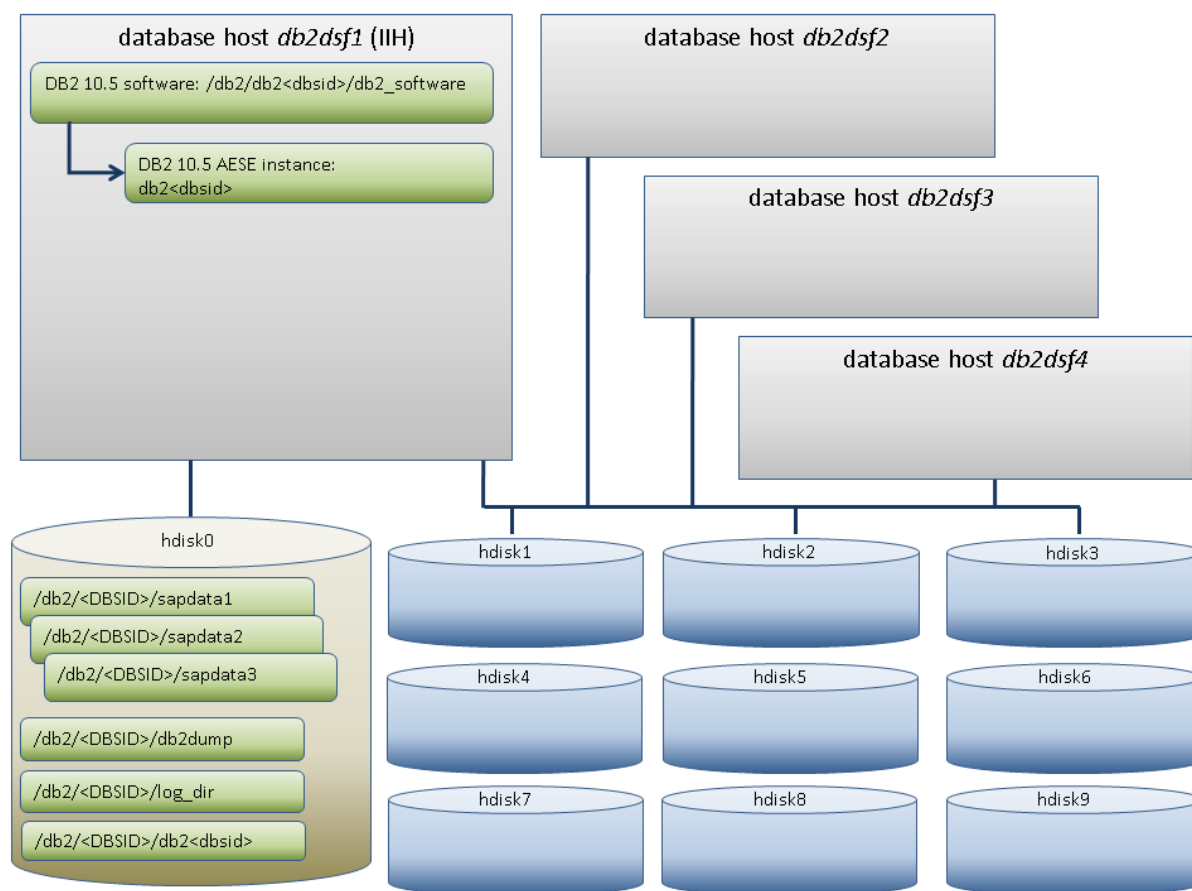 database host db2dsf1 (IIH)
DB2 10.5 software: /db2/db2<dbsid>/db2_software
DB2 10.5 AESE instance:
db2<dbsid>
database host db2dsf2
database host db2dsf3
database host db2dsf4
hdisk0
/db2/<DBSID>/sapdata1
/db2/<DBSID>/sapdata2
/db2/<DBSID>/sapdata3
/db2/<DBSID>/db2dump
/db2/<DBSID>/log_dir
/db2/<DBSID>/db2<dbsid>
hdisk1
hdisk2
hdisk3
hdisk4
hdisk5
hdisk6
hdisk7
hdisk8
hdisk9